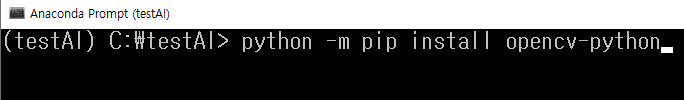 Anaconda Prompt (testAI)
(testAI) C:₩testAI> python -m pip install opencv-python